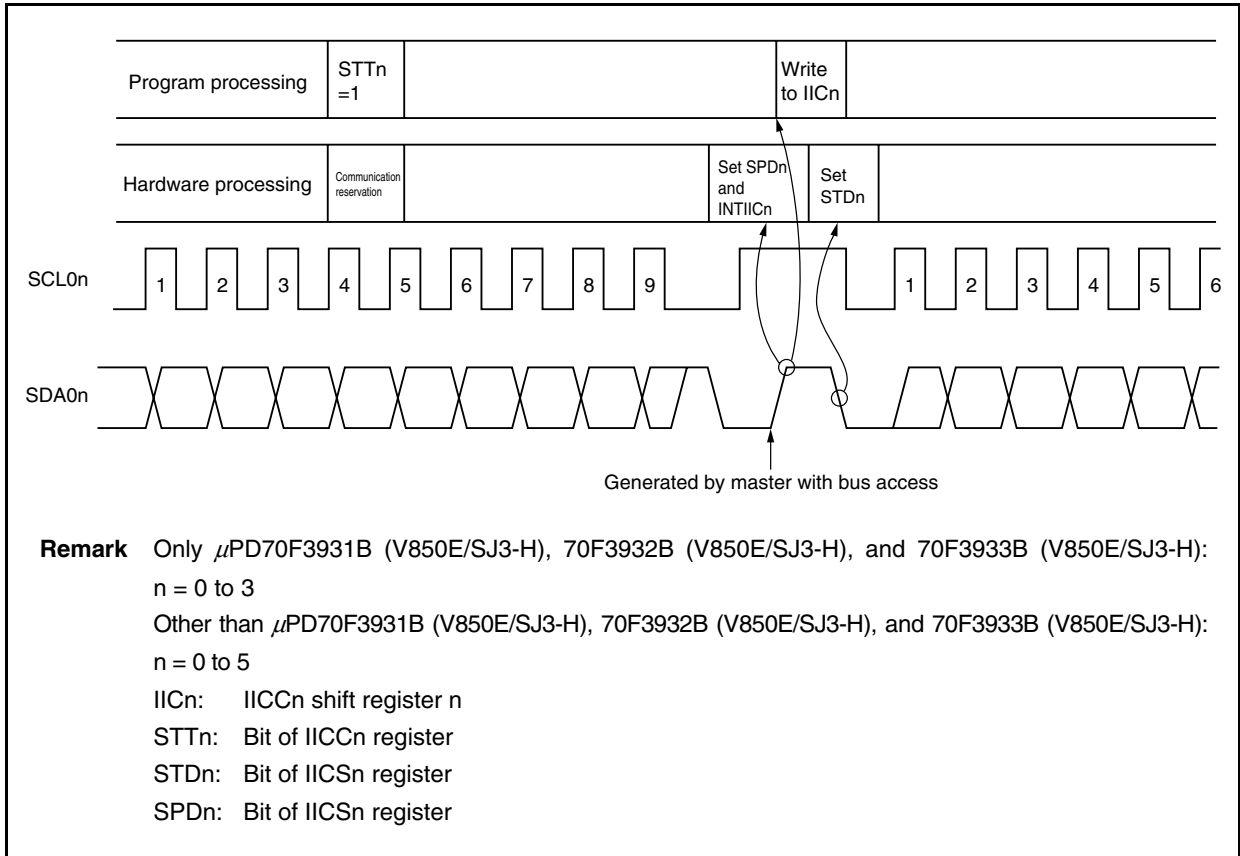 Program processing
STTn
=1
Write
to IICn
Hardware processing
Communication
reservation
Set SPDn
and
INTIICn
Set
STDn
SCL0n
1 2 3 4 5 6 7 8 9 1 2 3 4 5 6
SDA0n
Generated by master with bus access
Remark Only μPD70F3931B (V850E/SJ3-H), 70F3932B (V850E/SJ3-H), and 70F3933B (V850E/SJ3-H):
n = 0 to 3
Other than μPD70F3931B (V850E/SJ3-H), 70F3932B (V850E/SJ3-H), and 70F3933B (V850E/SJ3-H):
n = 0 to 5
IICn: IICCn shift register n
STTn: Bit of IICCn register
STDn: Bit of IICSn register
SPDn: Bit of IICSn register